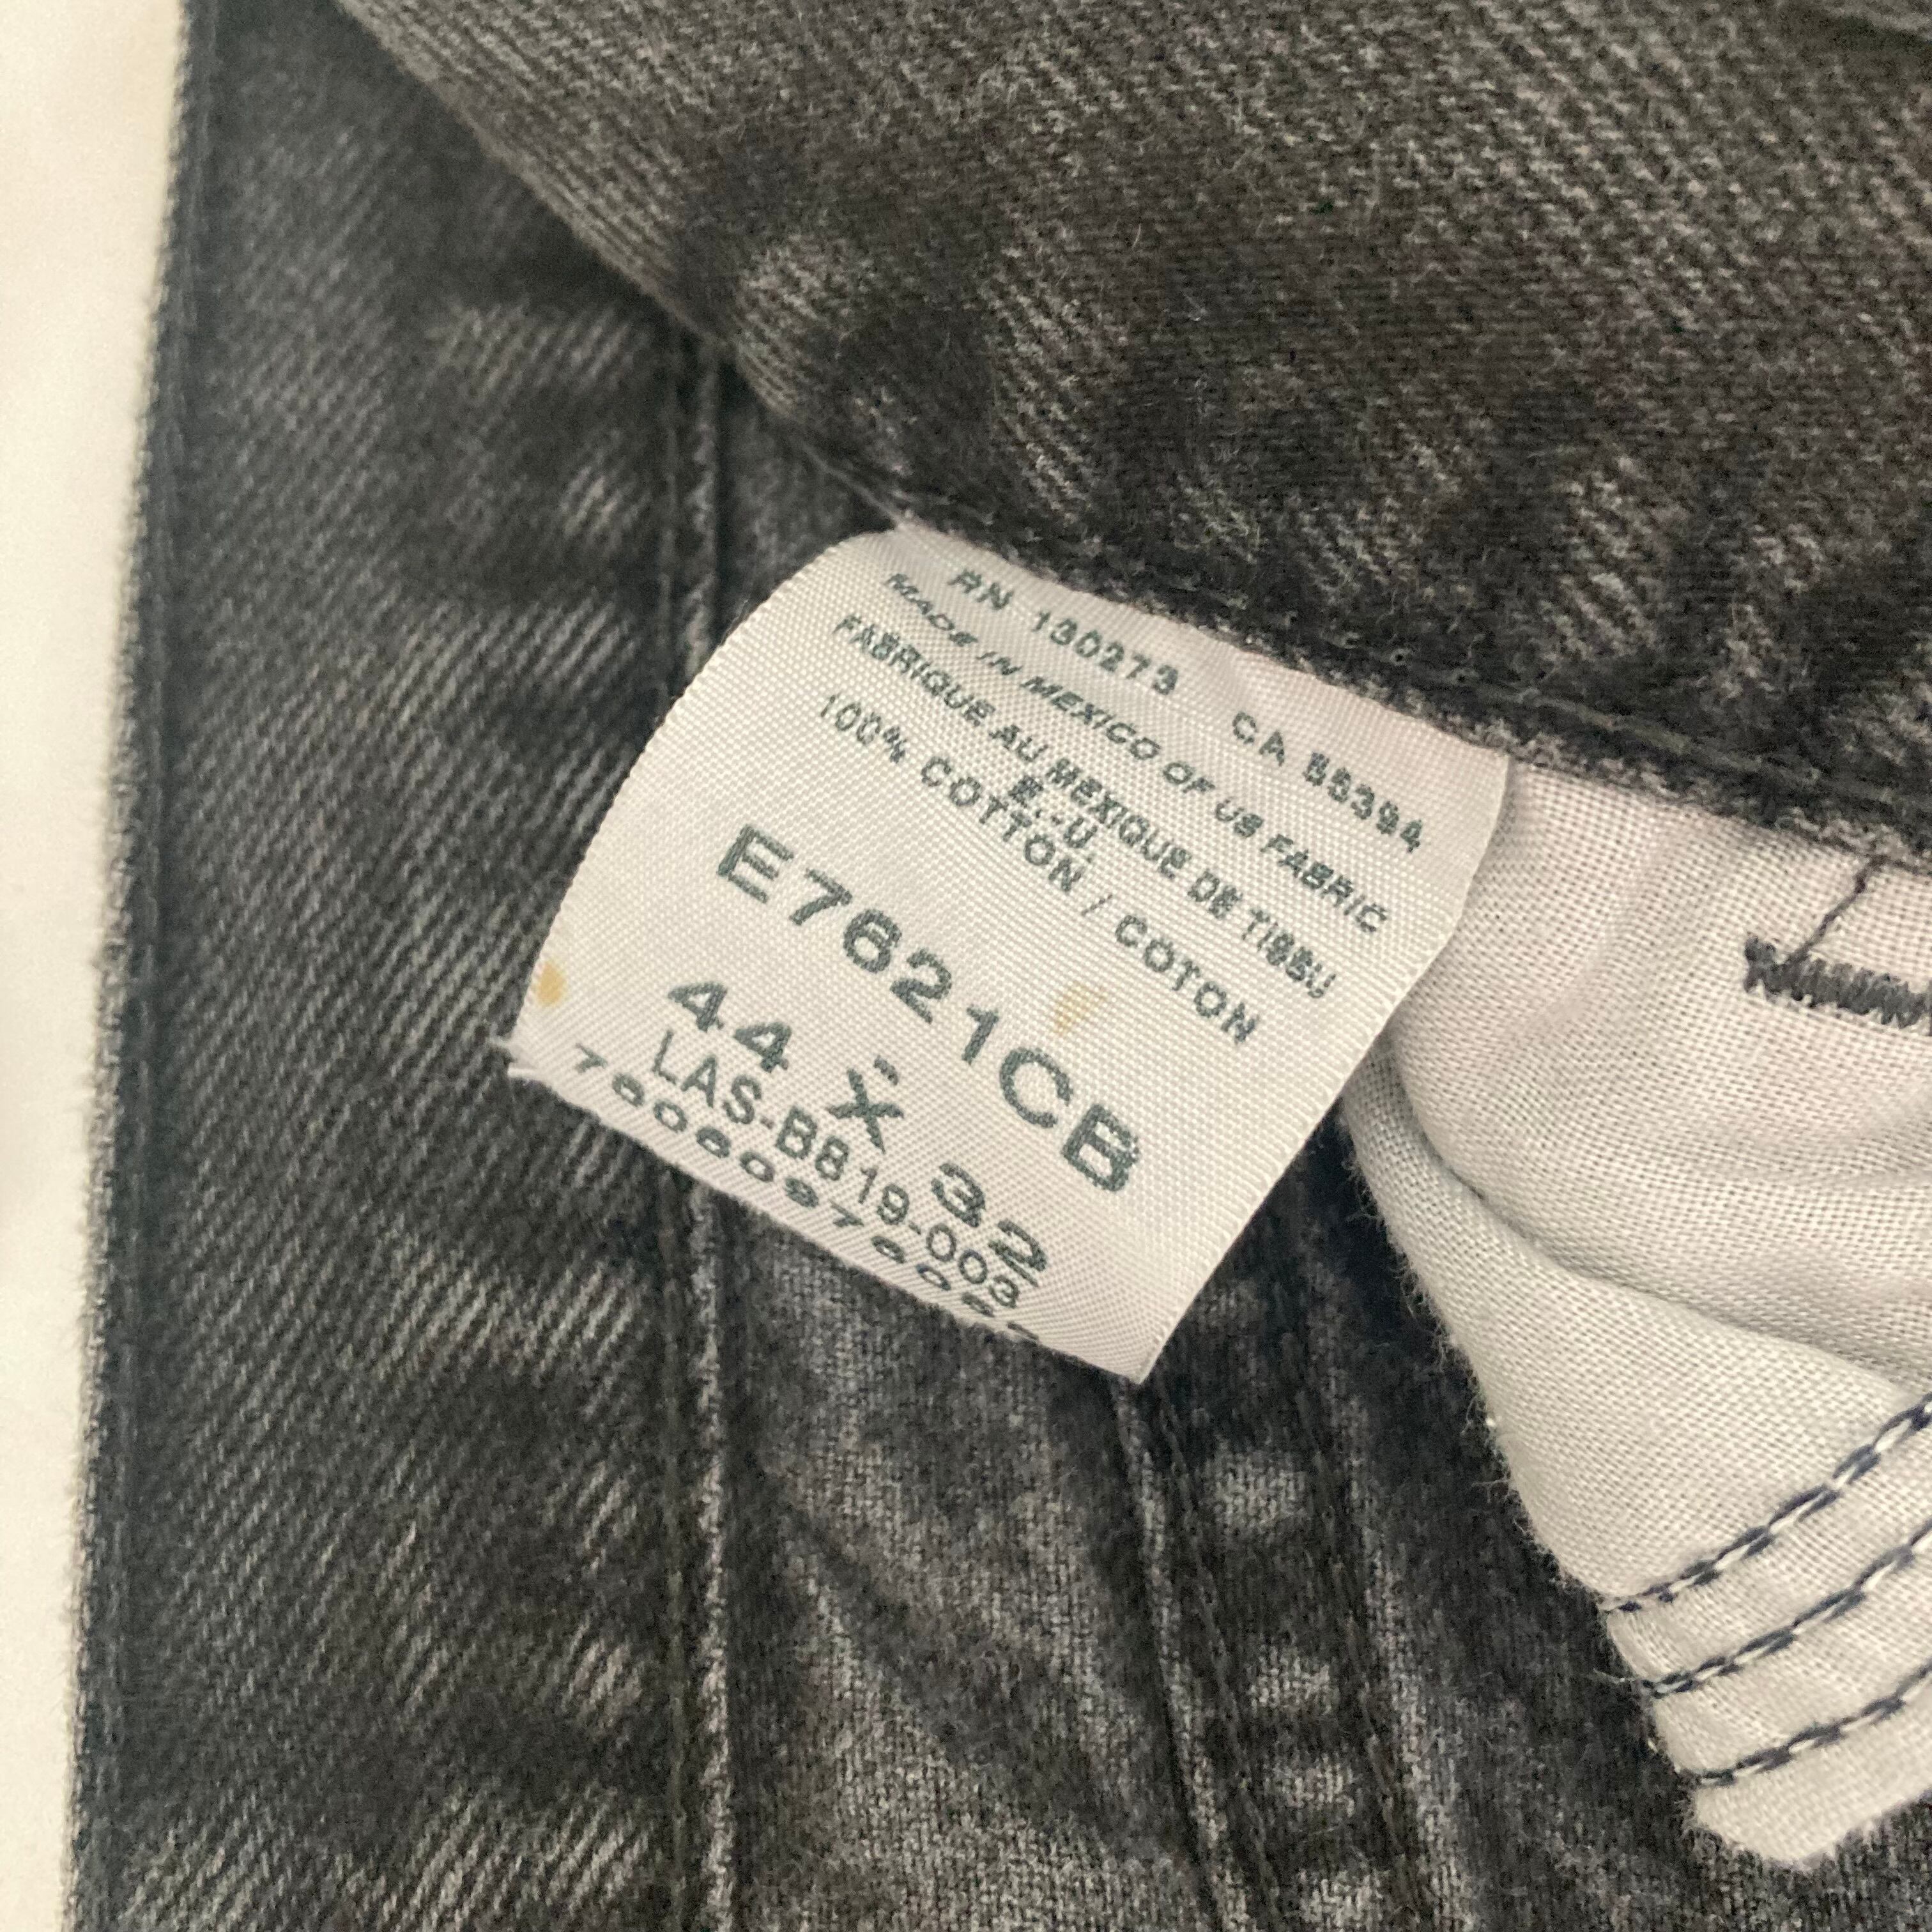 RN 130273 CA 55394
MADE IN MEXICO OF US FABRIC
FABRIQUE AU MEXIQUE DE TISSU
E.-U.
100% COTTON / COTON
E7621CB
44 X 32
LAS-B819-003